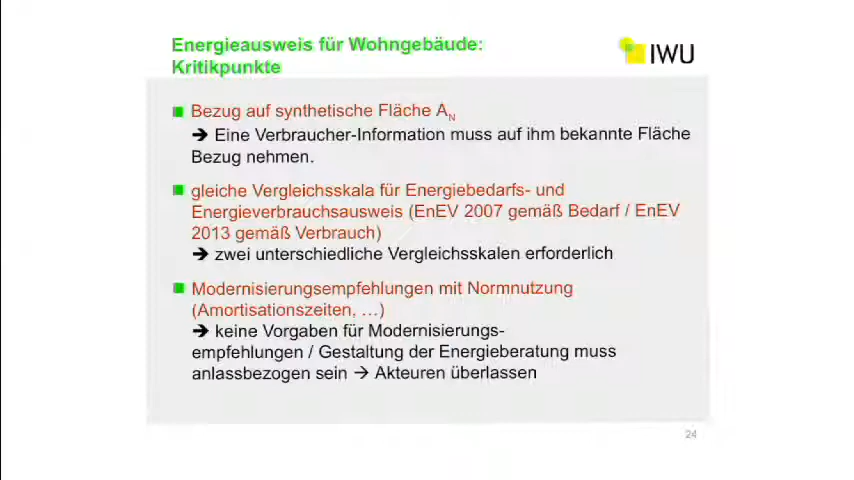 Energieausweis für Wohngebäude:
Kritikpunkte
IWU
Bezug auf synthetische Fläche AN
➔ Eine Verbraucher-Information muss auf ihm bekannte Fläche
Bezug nehmen.
gleiche Vergleichsskala für Energiebedarfs- und
Energieverbrauchsausweis (EnEV 2007 gemäß Bedarf / EnEV
2013 gemäß Verbrauch)
➔ zwei unterschiedliche Vergleichsskalen erforderlich
Modernisierungsempfehlungen mit Normnutzung
(Amortisationszeiten, …)
➔ keine Vorgaben für Modernisierungs-
empfehlungen / Gestaltung der Energieberatung muss
anlassbezogen sein → Akteuren überlassen
24